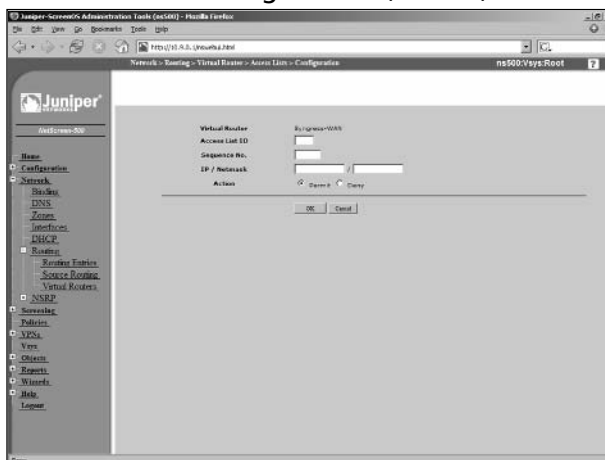 Juniper-ScreenOS Administration Tools (ns500) - Mozilla Firefox
File Edit View Go Bookmarks Tools Help
Network > Routing > Virtual Router > Access Lists > Configuration
ns500:Vsys:Root
?
Juniper
NETWORKS
NetScreen-500
Home
Configuration
Network
Binding
DNS
Zones
Interfaces
DHCP
Routing
Routing Entries
Source Routing
Virtual Routers
NSRP
Screening
Policies
VPNs
Vsys
Objects
Reports
Wizards
Help
Logout
Virtual Router
Access List ID
Sequence No.
IP / Netmask /
Action Permit Deny
OK Cancel